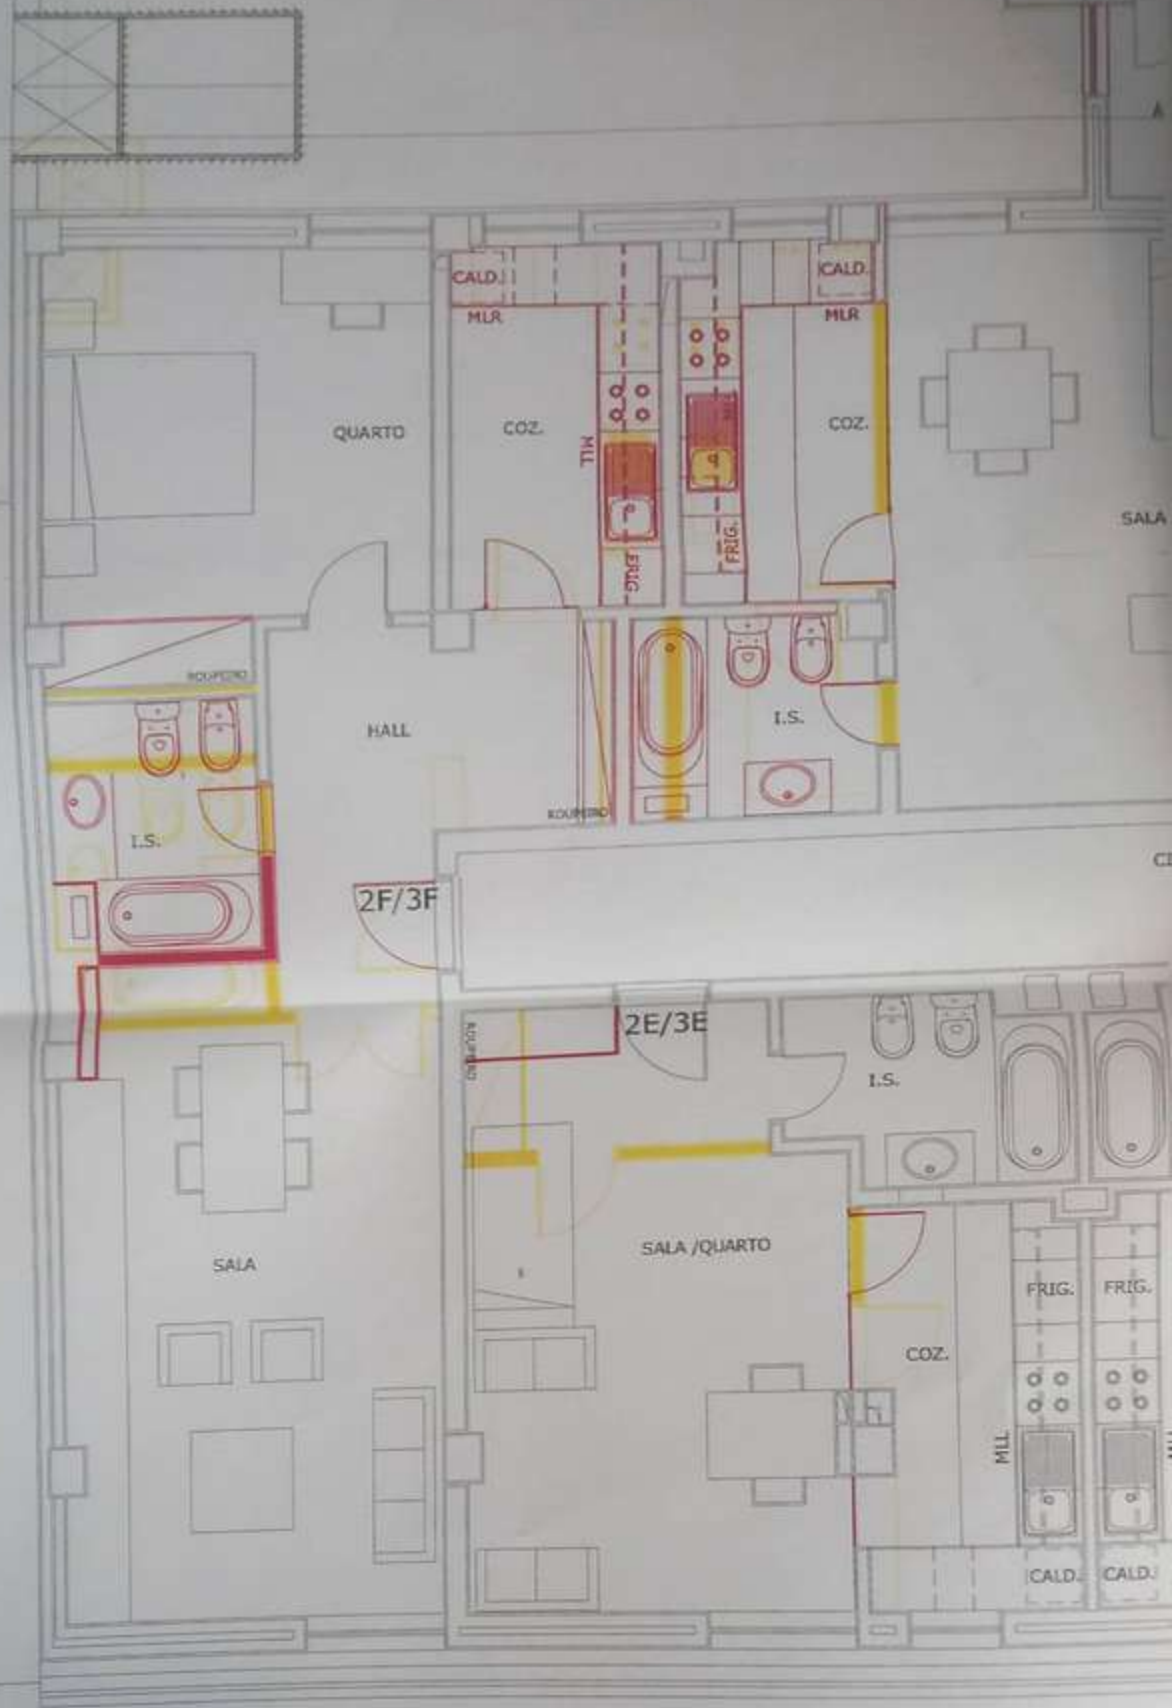 CALD.
CALD.
MLR
MLR
QUARTO
COZ.
COZ.
MLL
SALA
FRIG.
FRIG
ROUPEIRO
I.S.
HALL
ROUPEIRO
I.S.
2F/3F
2E/3E
ROUPEIRO
I.S.
SALA
SALA /QUARTO
FRIG.
FRIG.
COZ.
MLL
CALD.
CALD.